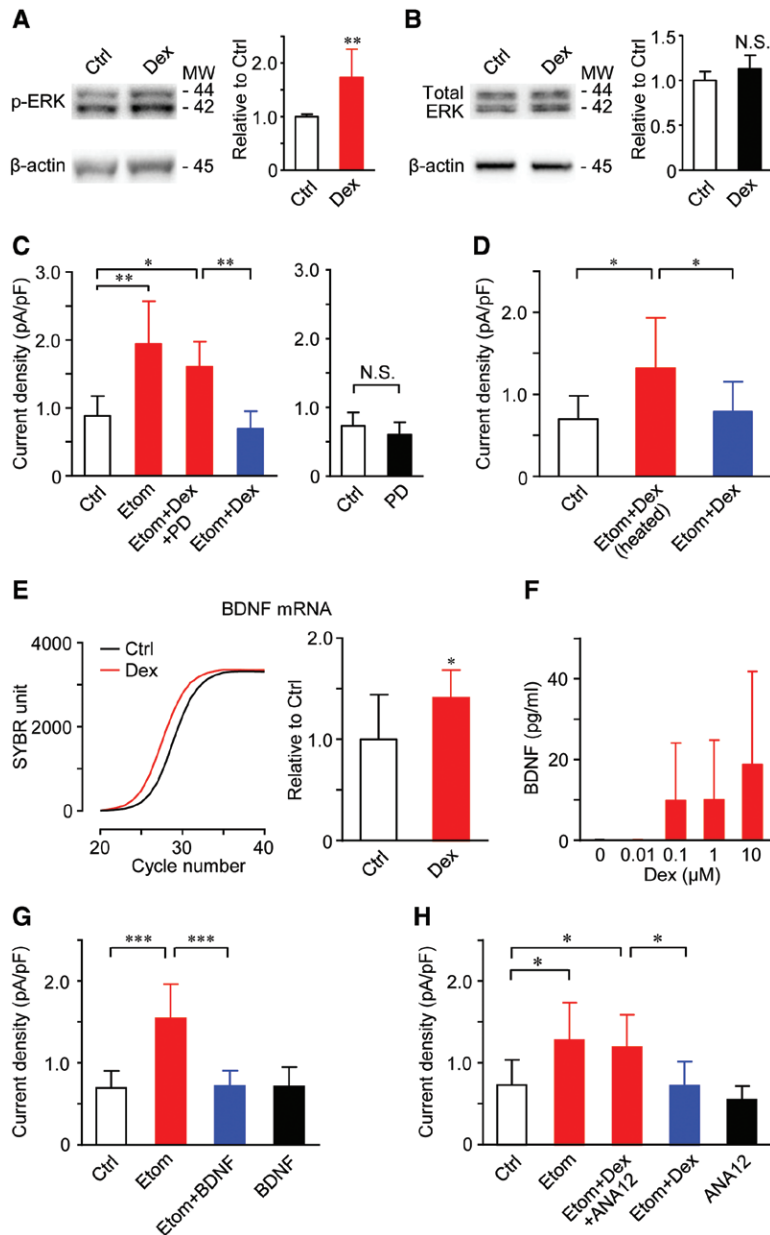 A
Ctrl
Dex
MW
p-ERK
- 44
- 42
β-actin
- 45
Relative to Ctrl
2.0
1.0
0
**
Ctrl
Dex
B
Ctrl
Dex
MW
Total
ERK
- 44
- 42
β-actin
- 45
Relative to Ctrl
1.5
1.0
0.5
0
N.S.
Ctrl
Dex
C
Current density (pA/pF)
3.0
2.0
1.0
0
*
**
**
Ctrl
Etom
Etom+Dex
+PD
Etom+Dex
3.0
2.0
1.0
0
N.S.
Ctrl
PD
D
Current density (pA/pF)
2.0
1.0
0
*
*
Ctrl
Etom+Dex
(heated)
Etom+Dex
E
BDNF mRNA
SYBR unit
4000
2000
0
Ctrl
Dex
20
30
40
Cycle number
Relative to Ctrl
2.0
1.0
0
*
Ctrl
Dex
F
BDNF (pg/ml)
40
20
0
0 0.01 0.1 1 10
Dex (μM)
G
Current density (pA/pF)
2.0
1.0
0
***
***
Ctrl
Etom
Etom+BDNF
BDNF
H
Current density (pA/pF)
2.0
1.0
0
*
*
*
Ctrl
Etom
Etom+Dex
+ANA12
Etom+Dex
ANA12